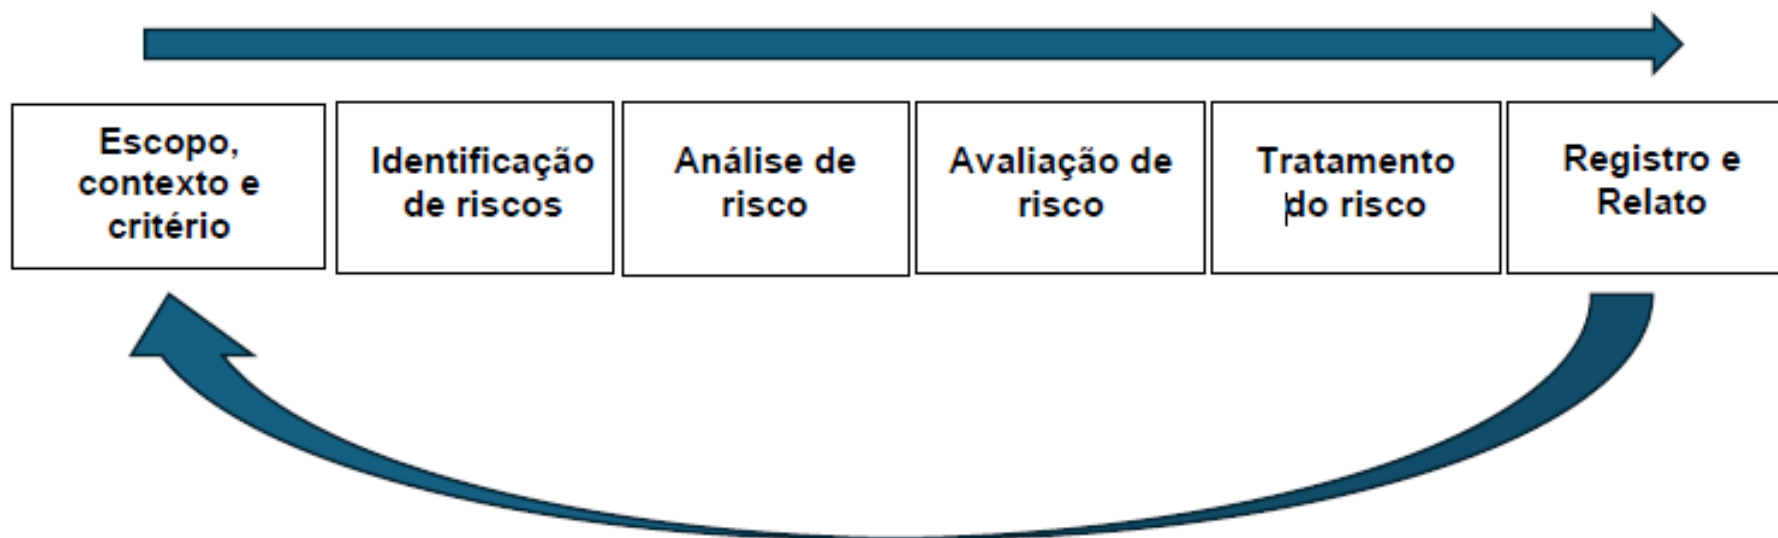 Escopo,
contexto e
critério
Identificação
de riscos
Análise de
risco
Avaliação de
risco
Tratamento
do risco
Registro e
Relato